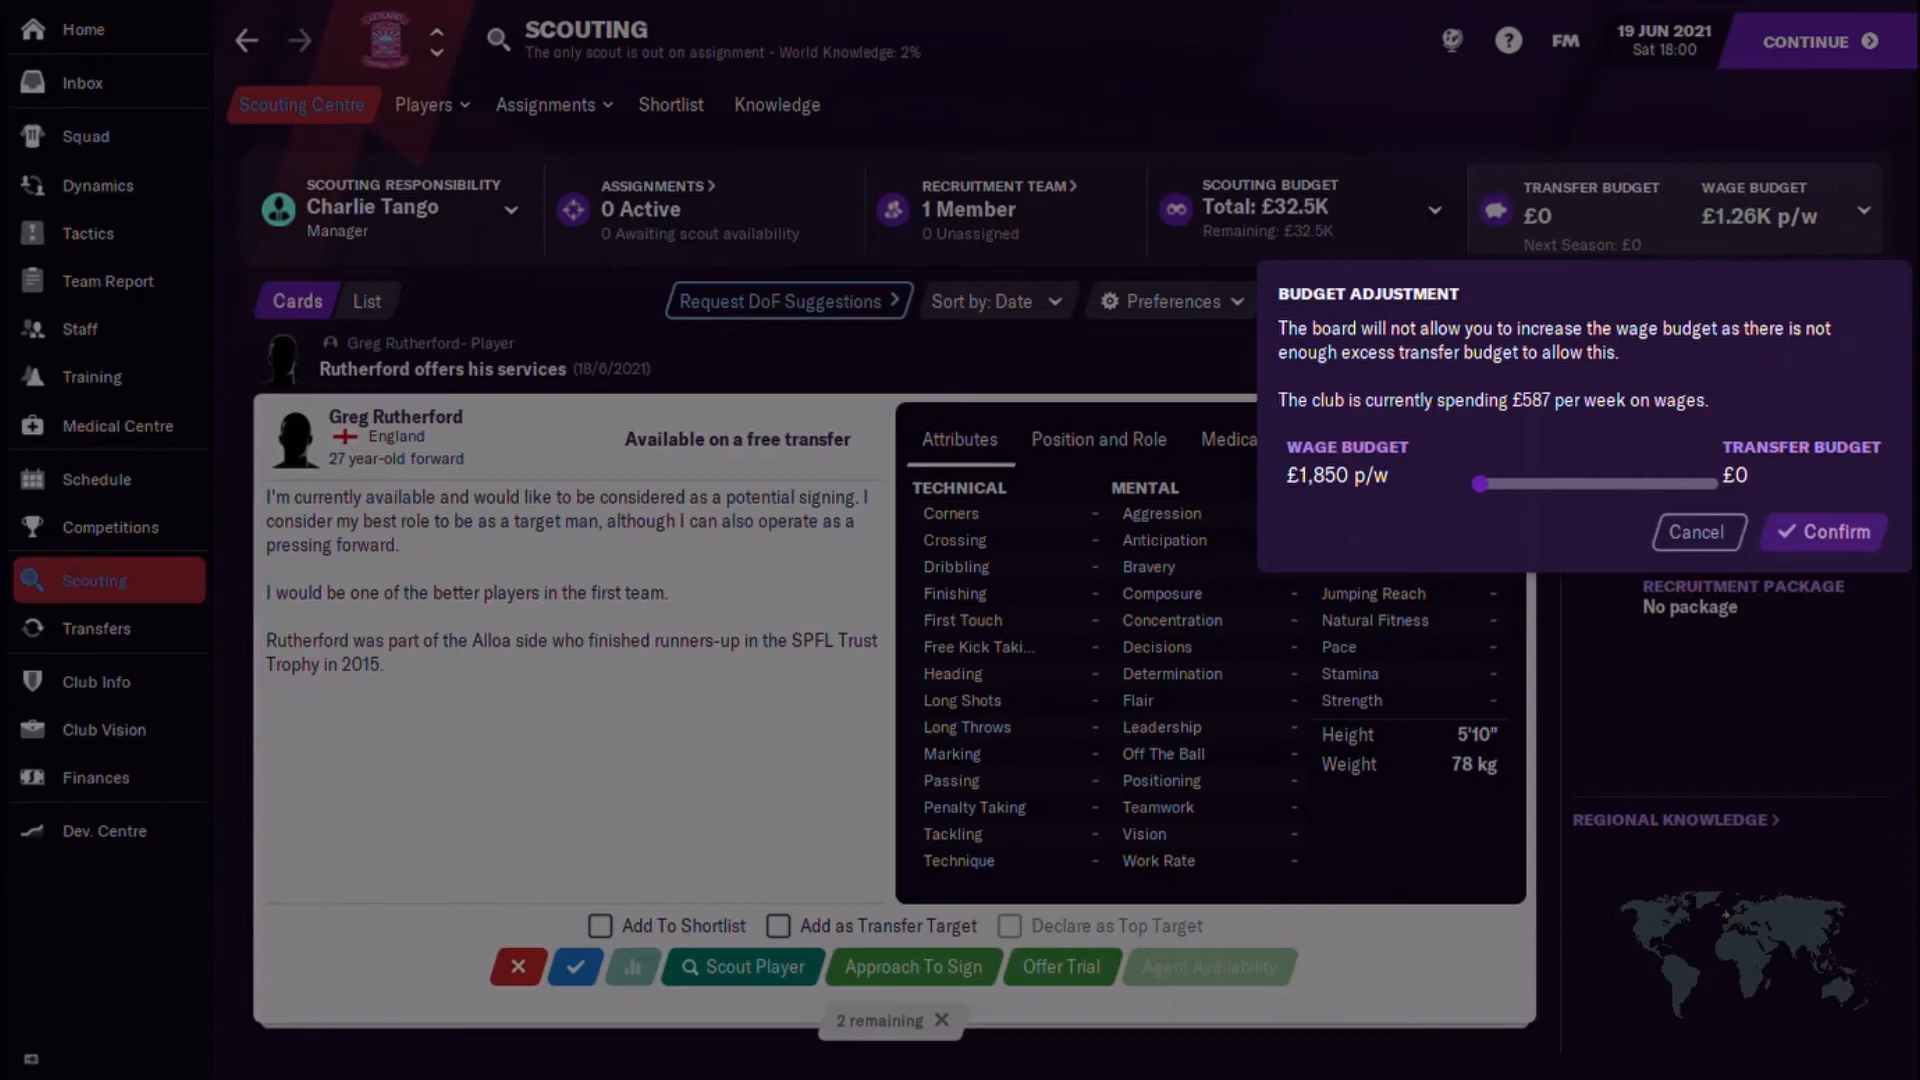 Home
Inbox
Squad
Dynamics
Tactics
Team Report
Staff
Training
Medical Centre
Schedule
Competitions
Scouting
Transfers
Club Info
Club Vision
Finances
Dev. Centre
SCOUTING
The only scout is out on assignment - World Knowledge: 2%
FM
19 JUN 2021
Sat 18:00
CONTINUE
Scouting Centre
Players
Assignments
Shortlist
Knowledge
SCOUTING RESPONSIBILITY
Charlie Tango
Manager
ASSIGNMENTS
0 Active
0 Awaiting scout availability
RECRUITMENT TEAM
1 Member
0 Unassigned
SCOUTING BUDGET
Total: £32.5K
Remaining: £32.5K
TRANSFER BUDGET
£0
Next Season: £0
WAGE BUDGET
£1.26K p/w
Cards
List
Request DoF Suggestions
Sort by: Date
Preferences
Greg Rutherford- Player
Rutherford offers his services (18/6/2021)
BUDGET ADJUSTMENT
The board will not allow you to increase the wage budget as there is not
enough excess transfer budget to allow this.
The club is currently spending £587 per week on wages.
WAGE BUDGET
£1,850 p/w
TRANSFER BUDGET
£0
Cancel
Confirm
Greg Rutherford
England
27 year-old forward
Available on a free transfer
I'm currently available and would like to be considered as a potential signing. I
consider my best role to be as a target man, although I can also operate as a
pressing forward.
I would be one of the better players in the first team.
Rutherford was part of the Alloa side who finished runners-up in the SPFL Trust
Trophy in 2015.
Attributes
Position and Role
Medica
TECHNICAL
Corners -
Crossing -
Dribbling -
Finishing -
First Touch -
Free Kick Taki... -
Heading -
Long Shots -
Long Throws -
Marking -
Passing -
Penalty Taking -
Tackling -
Technique -
MENTAL
Aggression
Anticipation
Bravery
Composure -
Concentration -
Decisions -
Determination -
Flair -
Leadership -
Off The Ball -
Positioning -
Teamwork -
Vision -
Work Rate -
Jumping Reach -
Natural Fitness -
Pace -
Stamina -
Strength -
Height 5'10"
Weight 78 kg
RECRUITMENT PACKAGE
No package
REGIONAL KNOWLEDGE
Add To Shortlist
Add as Transfer Target
Declare as Top Target
Scout Player
Approach To Sign
Offer Trial
Agent Availability
2 remaining